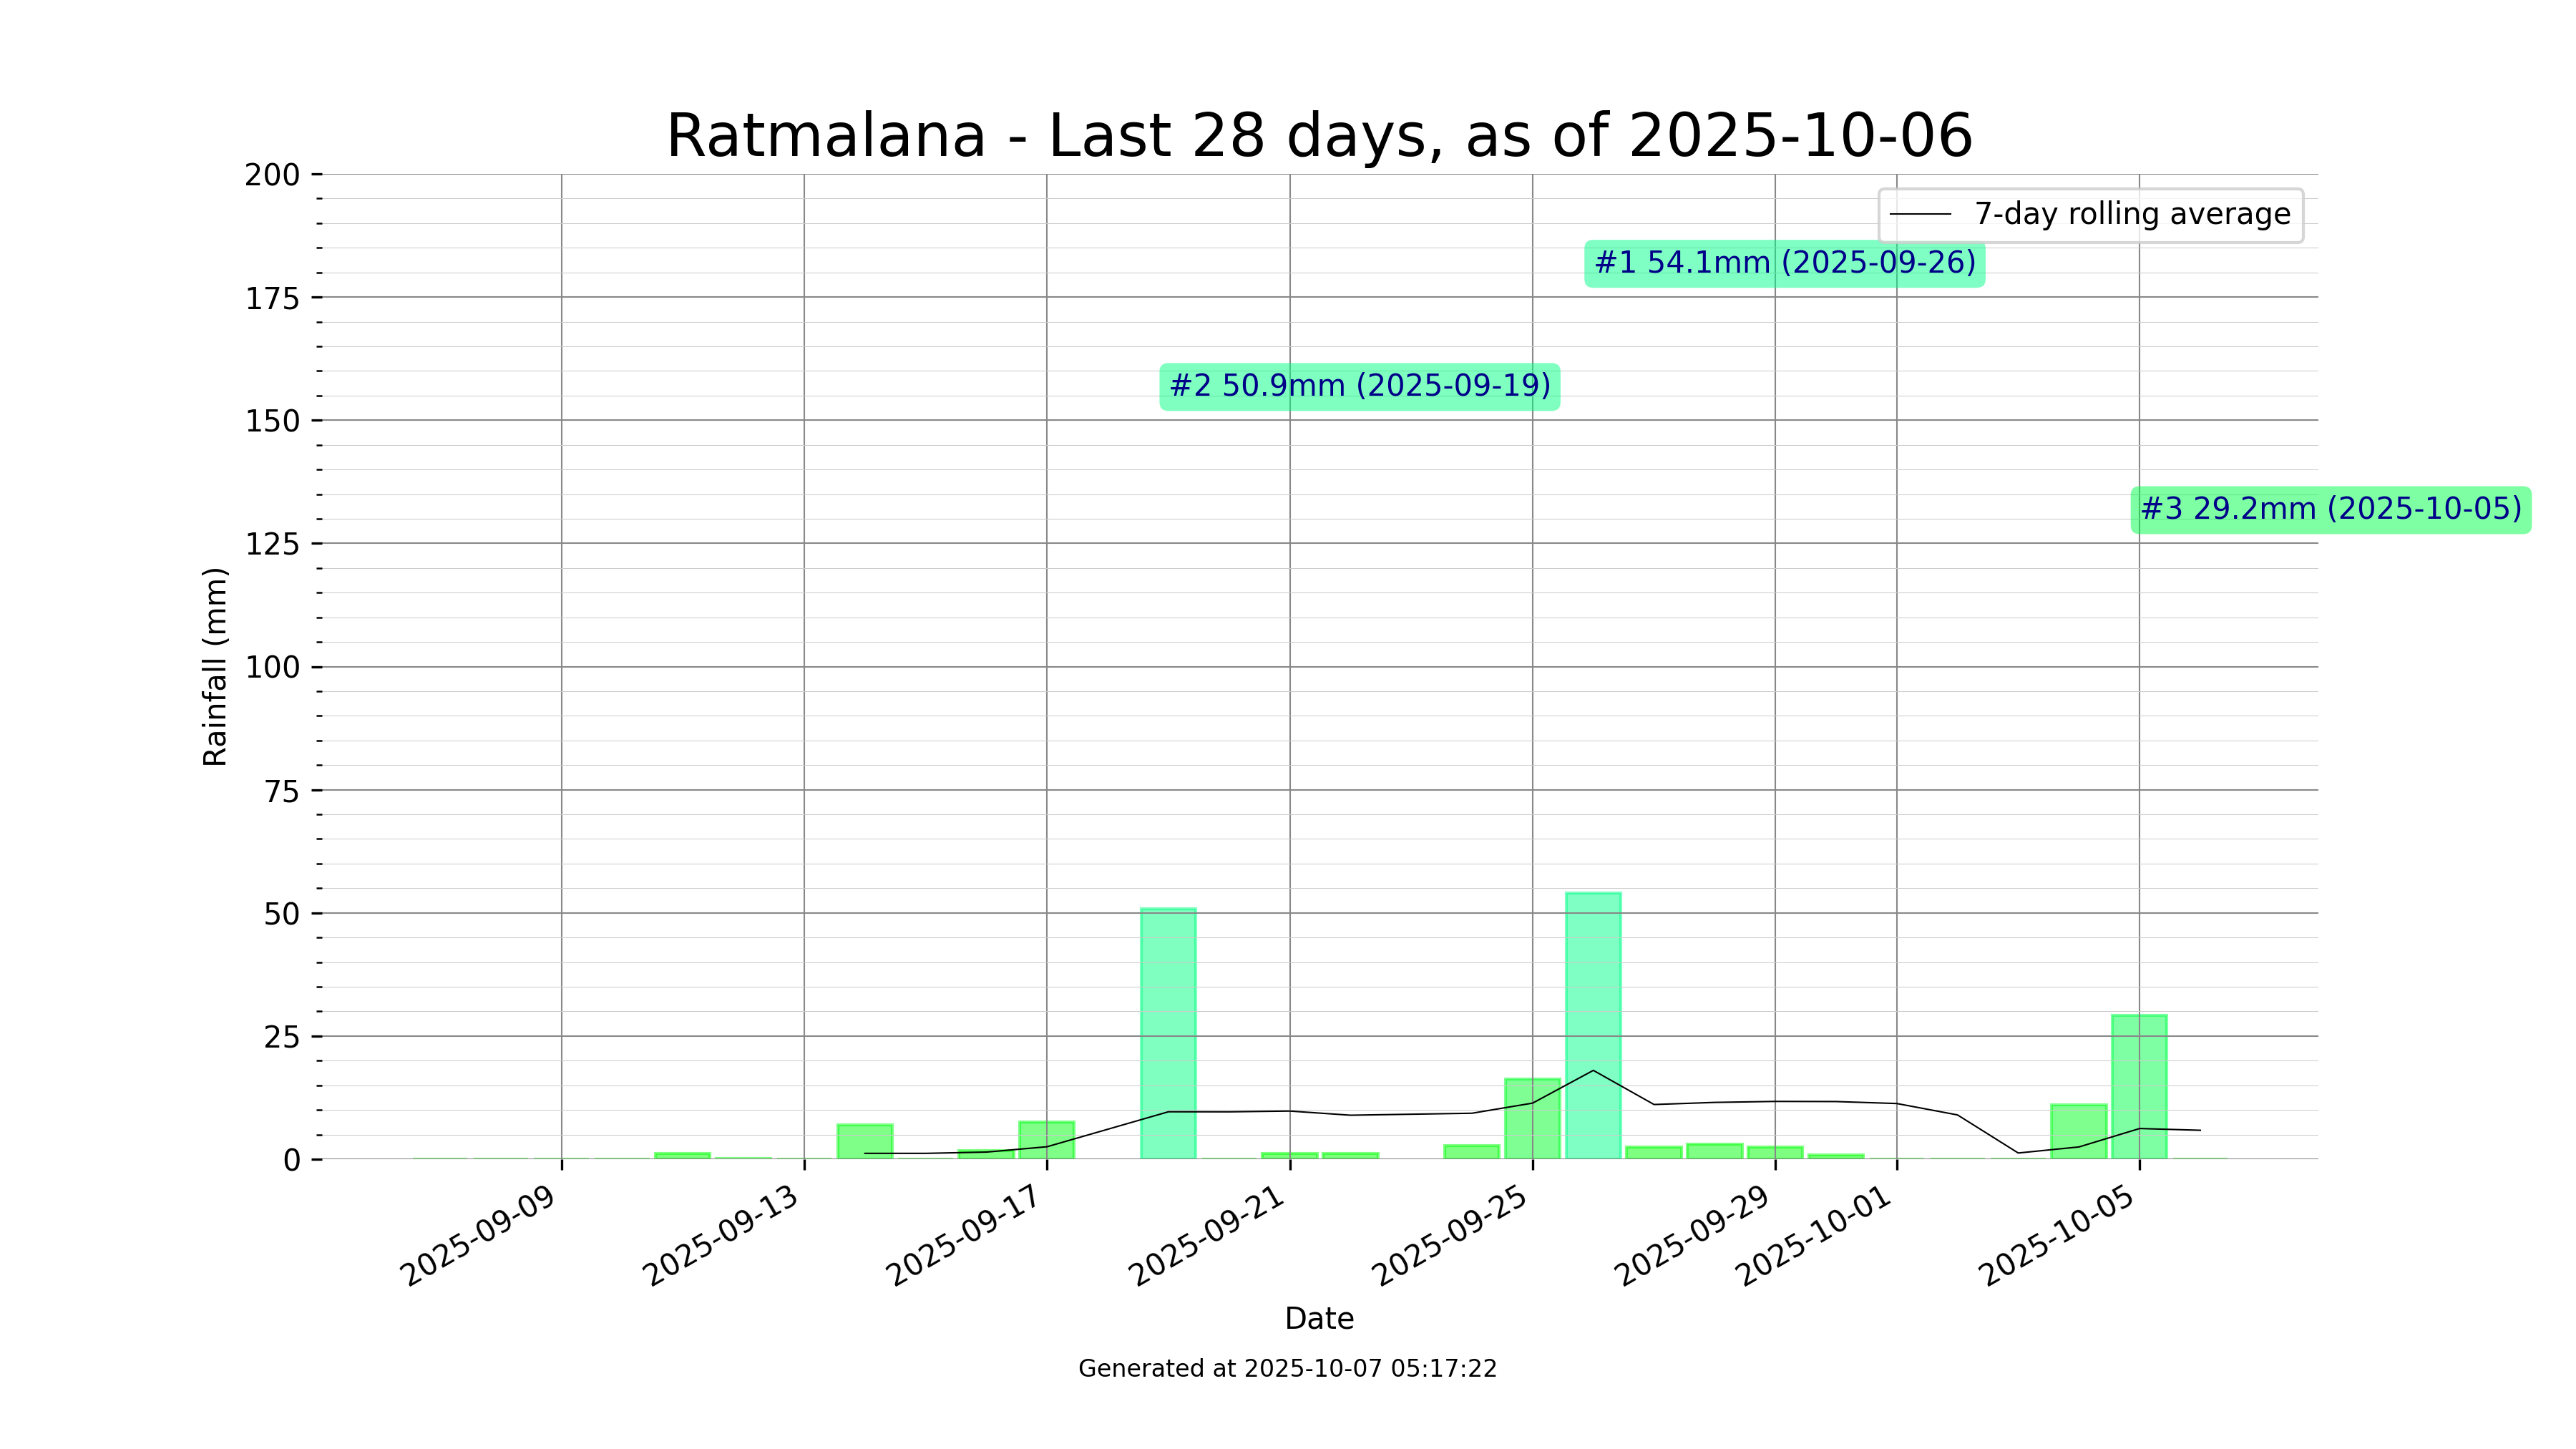 Ratmalana - Last 28 days, as of 2025-10-06
200
175
150
125
100
75
50
25
0
Rainfall (mm)
7-day rolling average
#1 54.1mm (2025-09-26)
#2 50.9mm (2025-09-19)
#3 29.2mm (2025-10-05)
2025-09-09
2025-09-13
2025-09-17
2025-09-21
2025-09-25
2025-09-29
2025-10-01
2025-10-05
Date
Generated at 2025-10-07 05:17:22